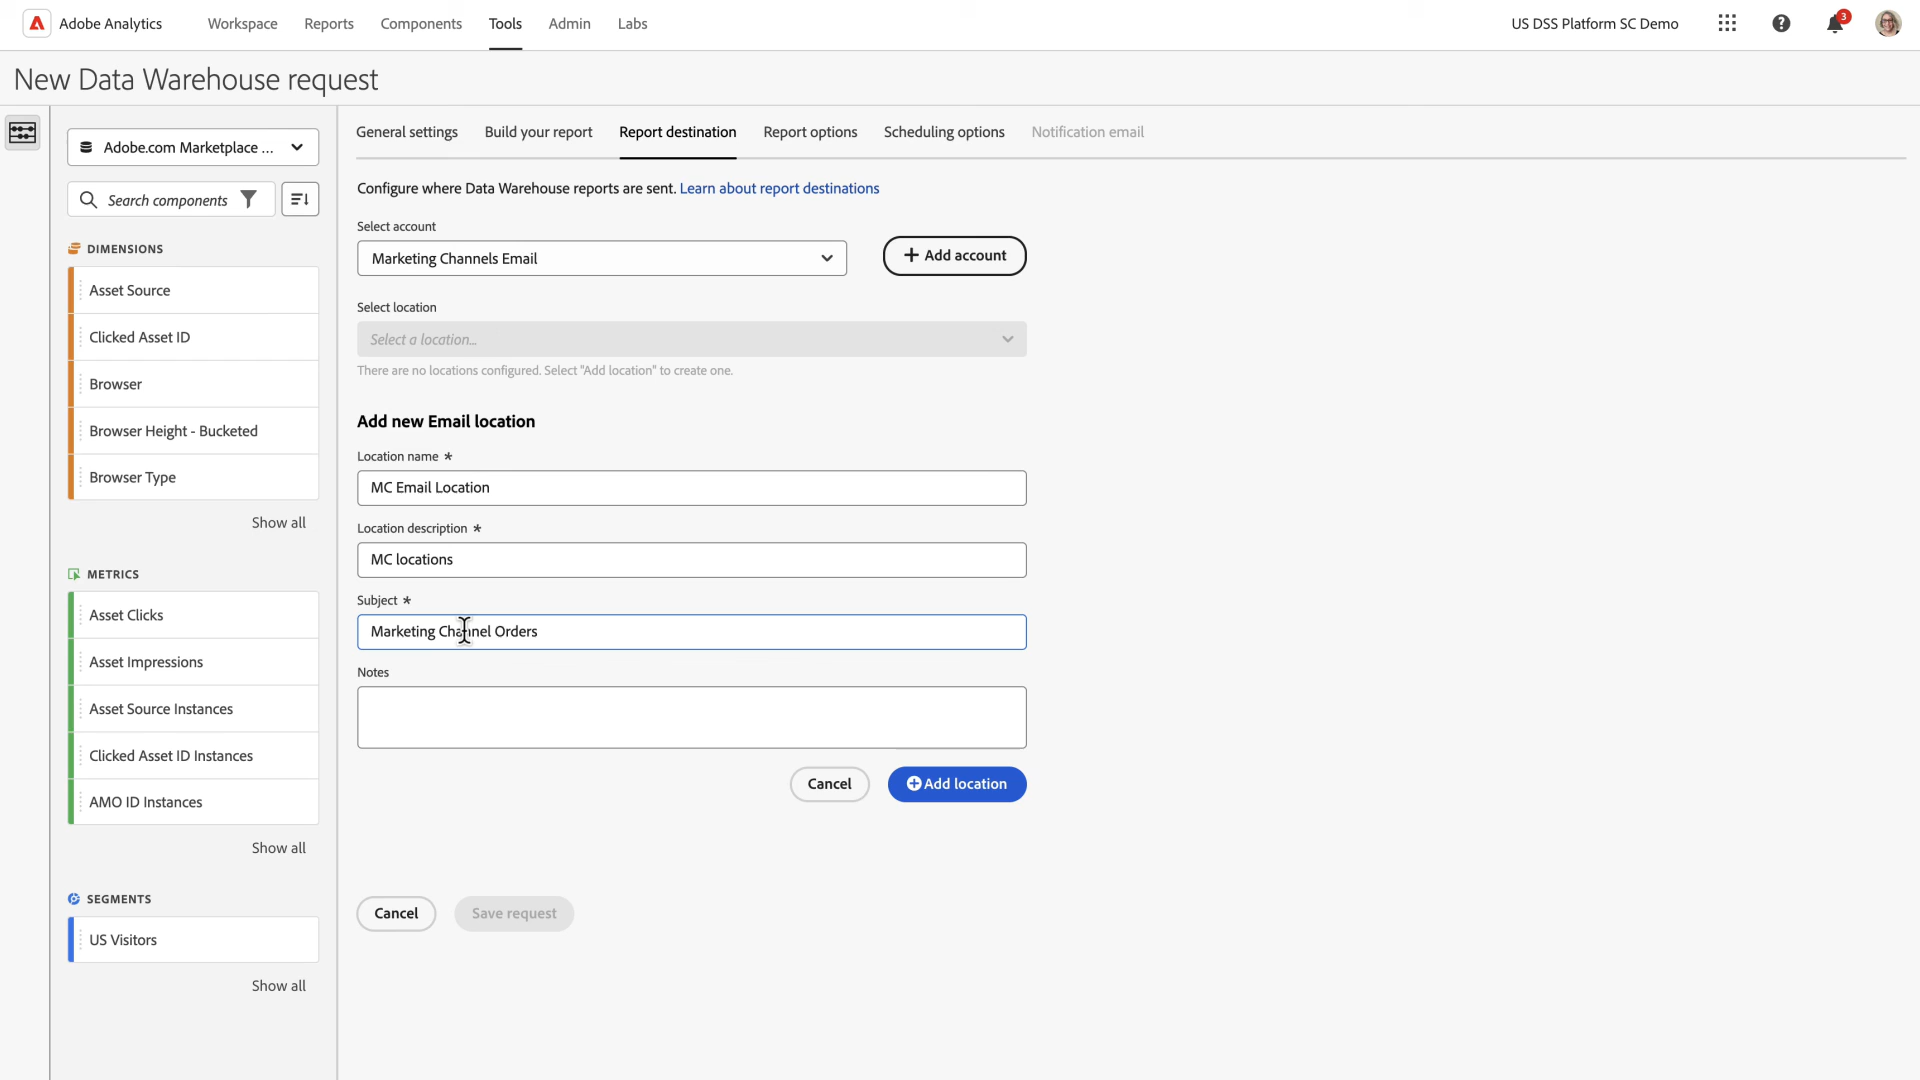 Adobe Analytics
Workspace
Reports
Components
Tools
Admin
Labs
US DSS Platform SC Demo
3
New Data Warehouse request
Adobe.com Marketplace ...
Search components
DIMENSIONS
Asset Source
Clicked Asset ID
Browser
Browser Height - Bucketed
Browser Type
Show all
METRICS
Asset Clicks
Asset Impressions
Asset Source Instances
Clicked Asset ID Instances
AMO ID Instances
Show all
SEGMENTS
US Visitors
Show all
General settings
Build your report
Report destination
Report options
Scheduling options
Notification email
Configure where Data Warehouse reports are sent. Learn about report destinations
Select account
Marketing Channels Email
+ Add account
Select location
Select a location...
There are no locations configured. Select "Add location" to create one.
Add new Email location
Location name *
MC Email Location
Location description *
MC locations
Subject *
Marketing Channel Orders
Notes
Cancel
Add location
Cancel
Save request